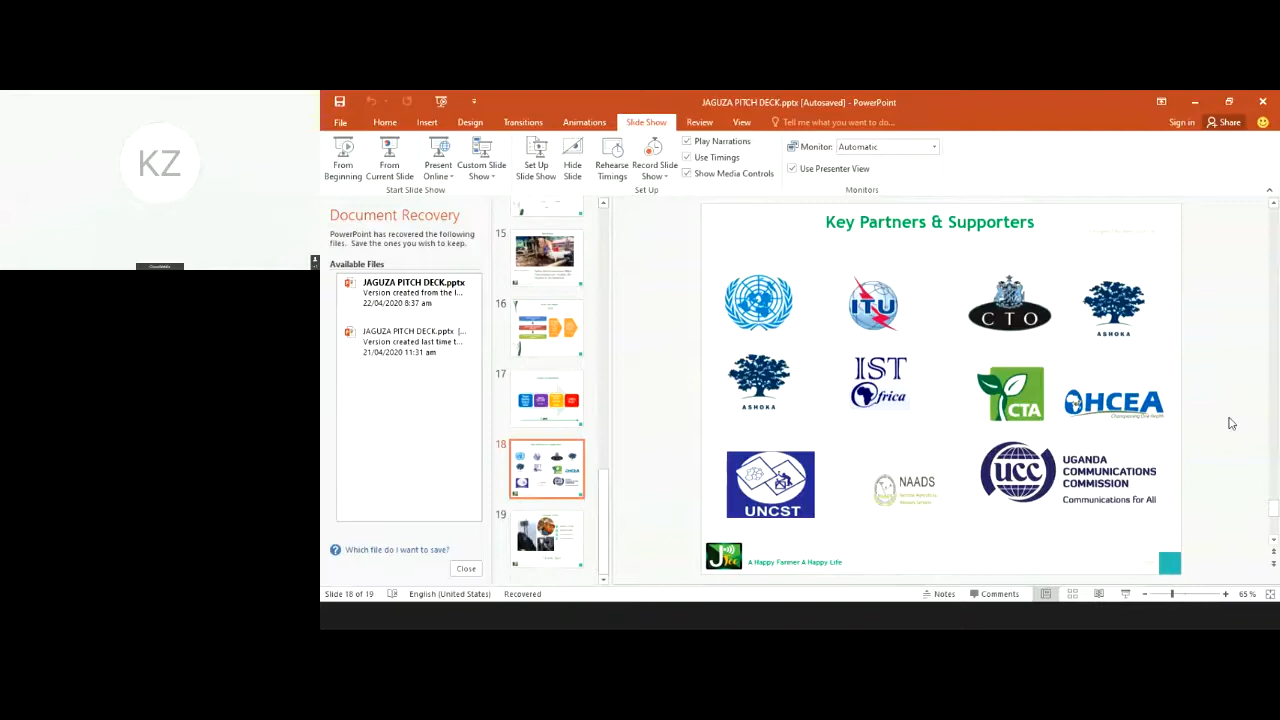 KZ
JAGUZA PITCH DECK.pptx [Autosaved] - PowerPoint
File Home Insert Design Transitions Animations Slide Show Review View Tell me what you want to do...
Sign in Share
From Beginning
From Current Slide
Present Online
Custom Slide Show
Start Slide Show
Set Up Slide Show
Hide Slide
Rehearse Timings
Record Slide Show
Play Narrations
Use Timings
Show Media Controls
Set Up
Monitor: Automatic
Use Presenter View
Monitors
Document Recovery
PowerPoint has recovered the following
files. Save the ones you wish to keep.
Available Files
JAGUZA PITCH DECK.pptx
Version created from the l...
22/04/2020 8:37 am
JAGUZA PITCH DECK.pptx [...
Version created last time t...
21/04/2020 11:31 am
Which file do I want to save?
Close
15
16
17
18
19
Key Partners & Supporters
ITU
CTO
ASHOKA
ASHOKA
IST
Africa
CTA
OHCEA
UNCST
NAADS
UCC
UGANDA
COMMUNICATIONS
COMMISSION
Communications for All
A Happy Farmer A Happy Life
Slide 18 of 19
English (United States)
Recovered
Notes
Comments
65 %